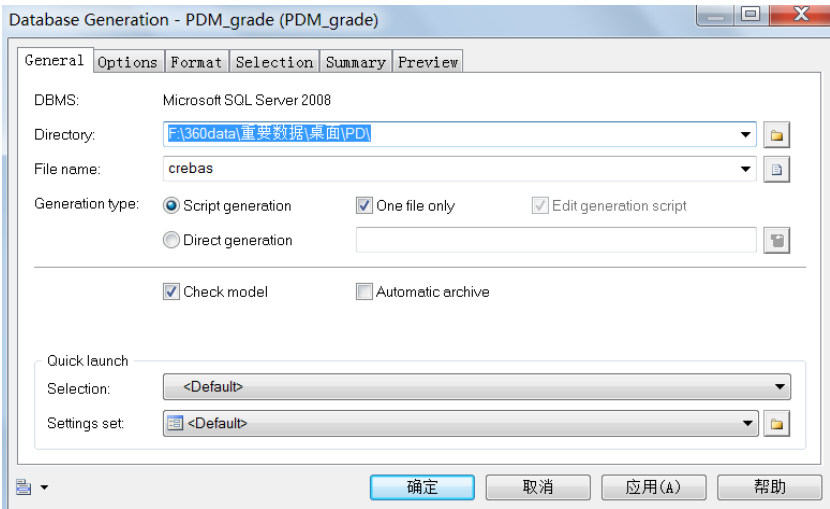 Database Generation - PDM_grade (PDM_grade)
General Options Format Selection Summary Preview
DBMS: Microsoft SQL Server 2008
Directory: F:\360data\重要数据\桌面\PD\
File name: crebas
Generation type: Script generation One file only Edit generation script
Direct generation
Check model Automatic archive
Quick launch
Selection: <Default>
Settings set: <Default>
确定 取消 应用(A) 帮助